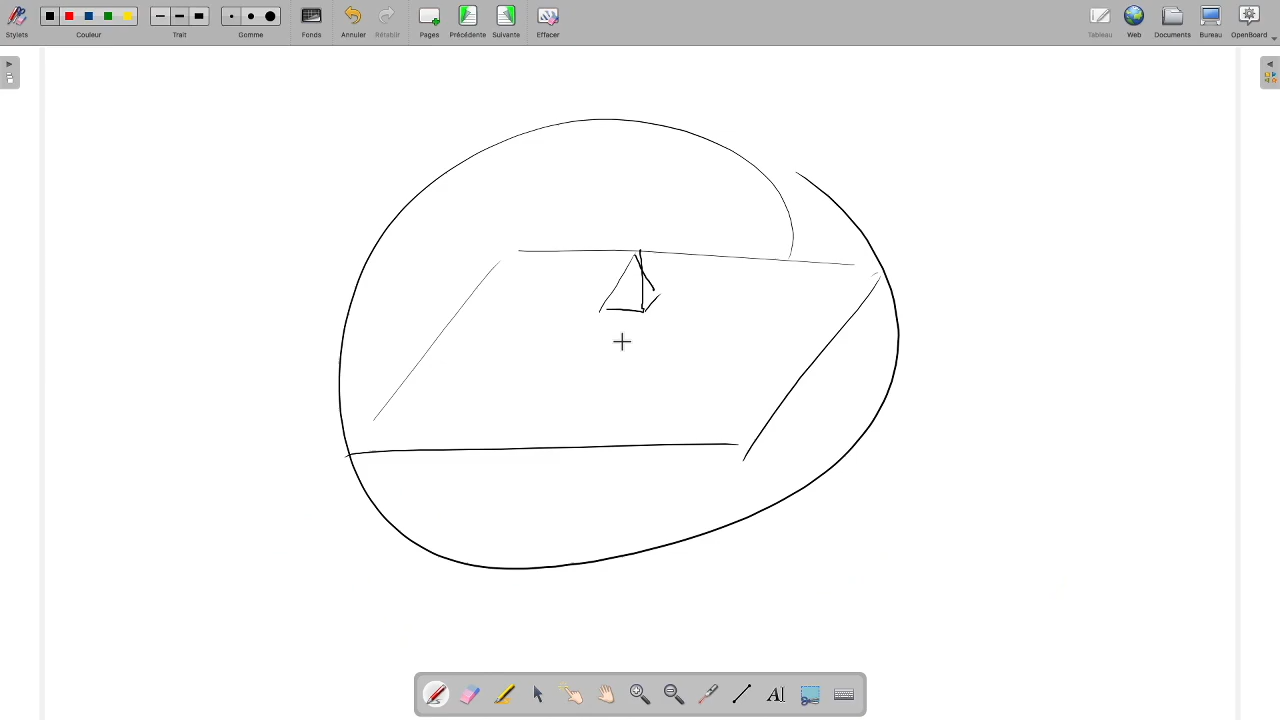 Stylets
Couleur
Trait
Gomme
Fonds
Annuler
Rétablir
Pages
Précédente
Suivante
Effacer
Tableau
Web
Documents
Bureau
OpenBoard